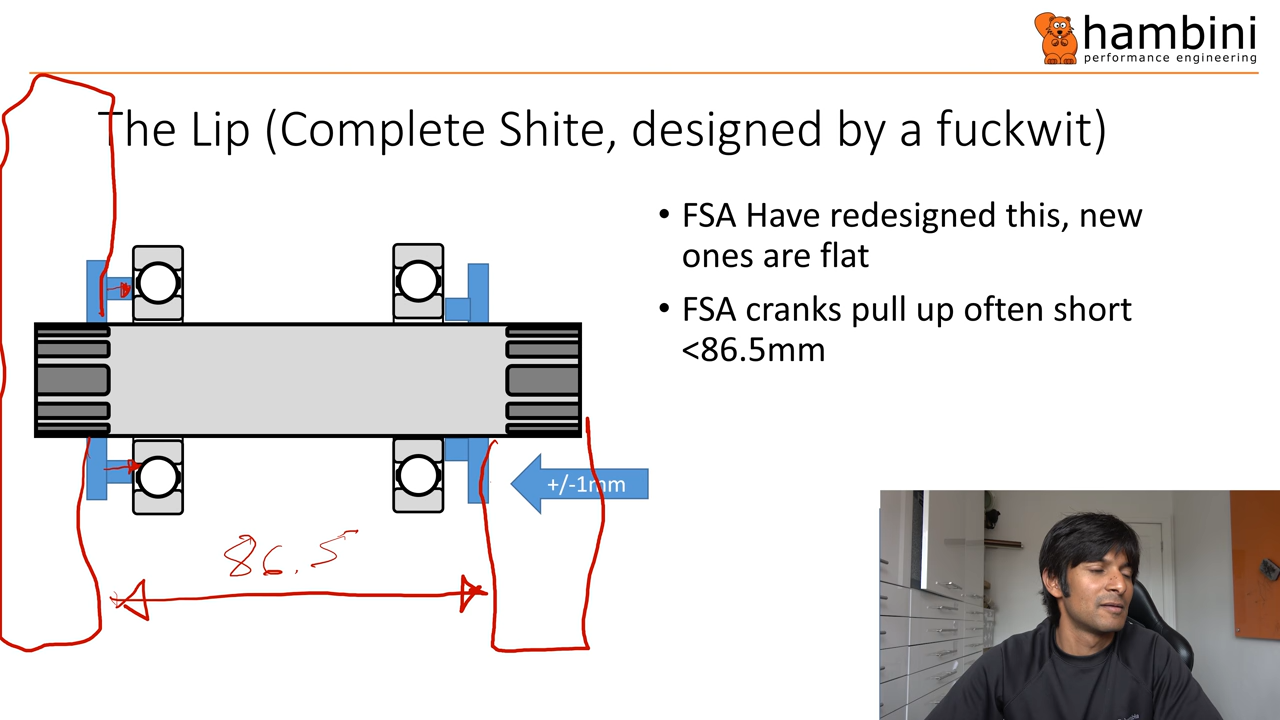 hambini
performance engineering
The Lip (Complete Shite, designed by a fuckwit)
• FSA Have redesigned this, new
ones are flat
• FSA cranks pull up often short
<86.5mm
+/-1mm
86.5